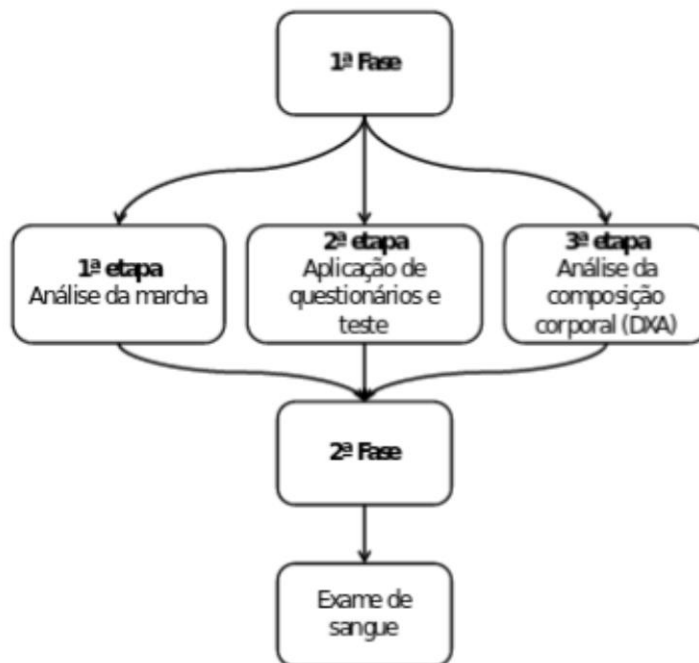 1ª Fase
1ª etapa
Análise da marcha
2ª etapa
Aplicação de
questionários e
teste
3ª etapa
Análise da
composição
corporal (DXA)
2ª Fase
Exame de
sangue